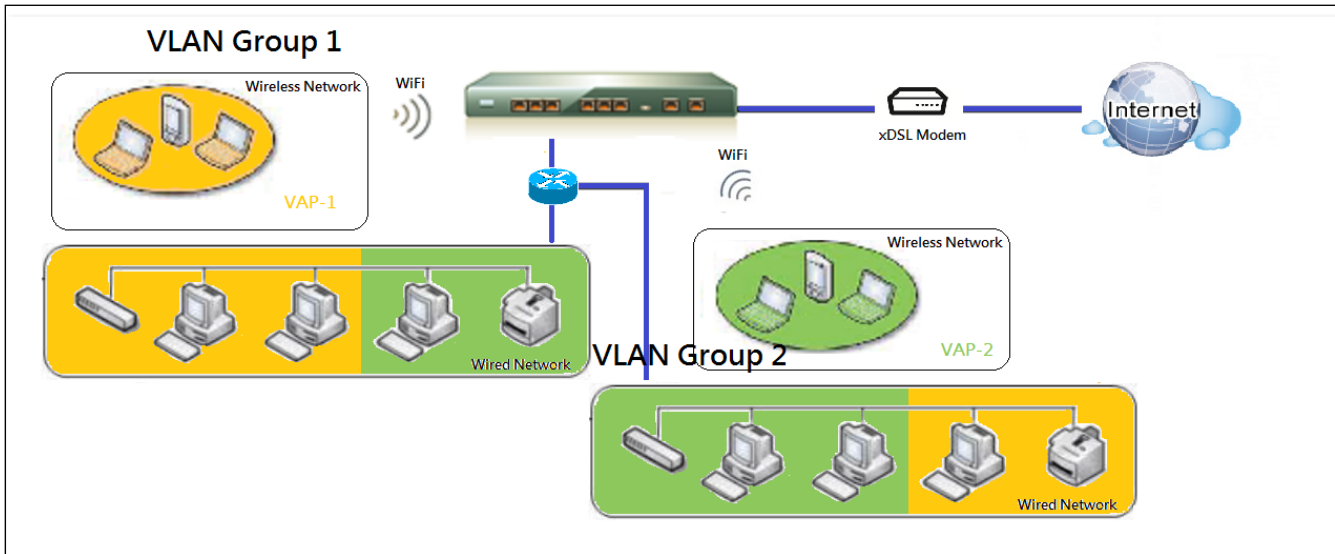 VLAN Group 1
Wireless Network
VAP-1
WiFi
xDSL Modem
Internet
WiFi
Wired Network
Wireless Network
VAP-2
VLAN Group 2
Wired Network